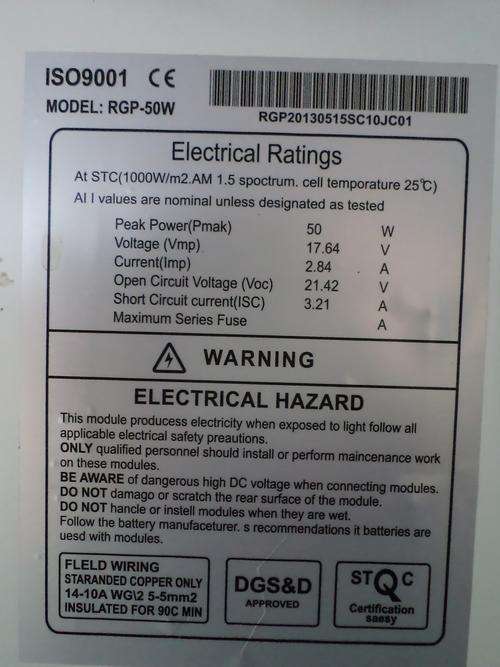 ISO9001 CE
MODEL: RGP-50W
RGP20130515SC10JC01
Electrical Ratings
At STC(1000W/m2.AM 1.5 spoctrum. cell temporature 25℃)
Al l values are nominal unless designated as tested
Peak Power(Pmak) 50 W
Voltage (Vmp) 17.64 V
Current(Imp) 2.84 A
Open Circuit Voltage (Voc) 21.42 V
Short Circuit current(ISC) 3.21 A
Maximum Series Fuse A
WARNING
ELECTRICAL HAZARD
This module producess electricity when exposed to light follow all
applicable electrical safety preautions.
ONLY qualified personnel should install or perform maincenance work
on these modules.
BE AWARE of dangerous high DC voltage when connecting modules.
DO NOT damago or scratch the rear surface of the module.
DO NOT hancle or instell modules when they are wet.
Follow the battery manufaceturer. s recommendations it batteries are
uesd with modules.
FLELD WIRING
STARANDED COPPER ONLY
14-10A WG\2 5-5mm2
INSULATED FOR 90C MIN
DGS&D
APPROVED
STQC
Certification
saesy